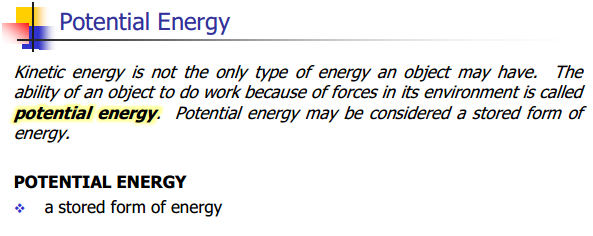 Potential Energy
Kinetic energy is not the only type of energy an object may have. The
ability of an object to do work because of forces in its environment is called
potential energy. Potential energy may be considered a stored form of
energy.
POTENTIAL ENERGY
❖ a stored form of energy